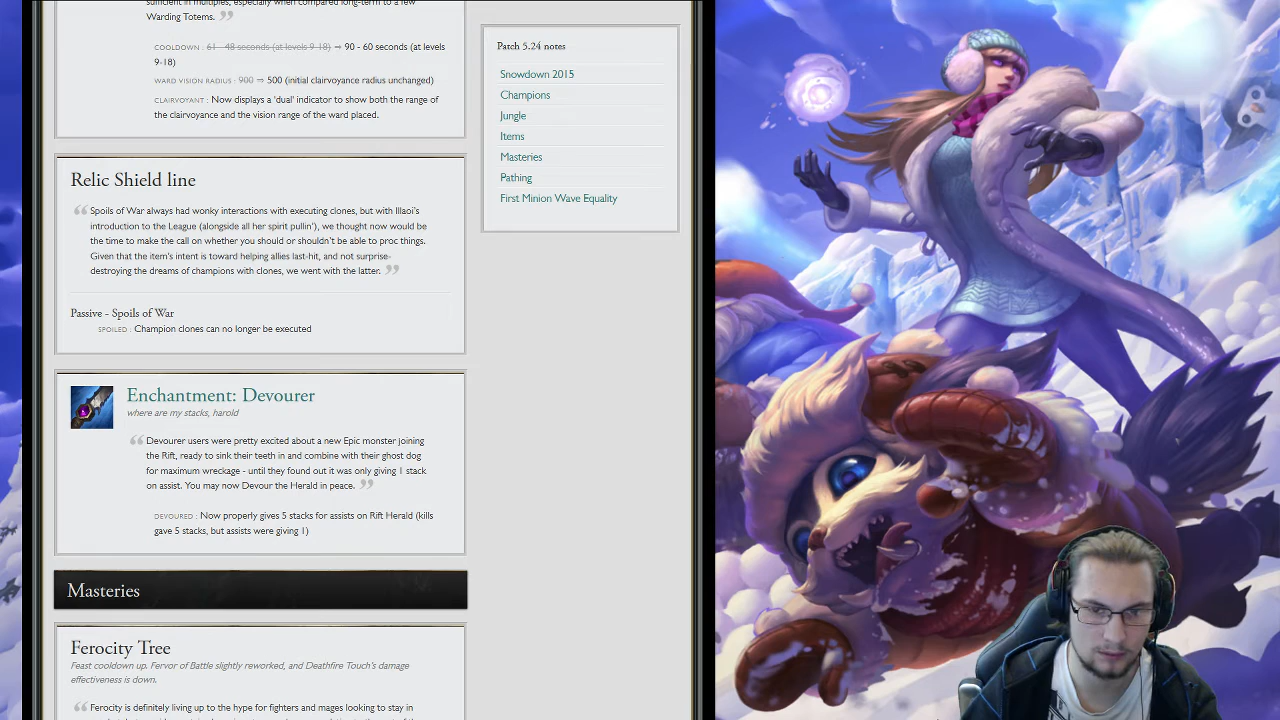 sufficient in multiples, especially when compared long-term to a few
Warding Totems.
COOLDOWN : 61 - 48 seconds (at levels 9-18) ⇒ 90 - 60 seconds (at levels
9-18)
WARD VISION RADIUS : 900 ⇒ 500 (initial clairvoyance radius unchanged)
CLAIRVOYANT : Now displays a 'dual' indicator to show both the range of
the clairvoyance and the vision range of the ward placed.
Relic Shield line
Spoils of War always had wonky interactions with executing clones, but with Illaoi's
introduction to the League (alongside all her spirit pullin'), we thought now would be
the time to make the call on whether you should or shouldn't be able to proc things.
Given that the item's intent is toward helping allies last-hit, and not surprise-
destroying the dreams of champions with clones, we went with the latter.
Passive - Spoils of War
SPOILED : Champion clones can no longer be executed
Enchantment: Devourer
where are my stacks, harold
Devourer users were pretty excited about a new Epic monster joining
the Rift, ready to sink their teeth in and combine with their ghost dog
for maximum wreckage - until they found out it was only giving 1 stack
on assist. You may now Devour the Herald in peace.
DEVOURED : Now properly gives 5 stacks for assists on Rift Herald (kills
gave 5 stacks, but assists were giving 1)
Masteries
Ferocity Tree
Feast cooldown up. Fervor of Battle slightly reworked, and Deathfire Touch's damage
effectiveness is down.
Ferocity's definitely living up to the hype for fighters and mages looking to stay in
Patch 5.24 notes
Snowdown 2015
Champions
Jungle
Items
Masteries
Pathing
First Minion Wave Equality